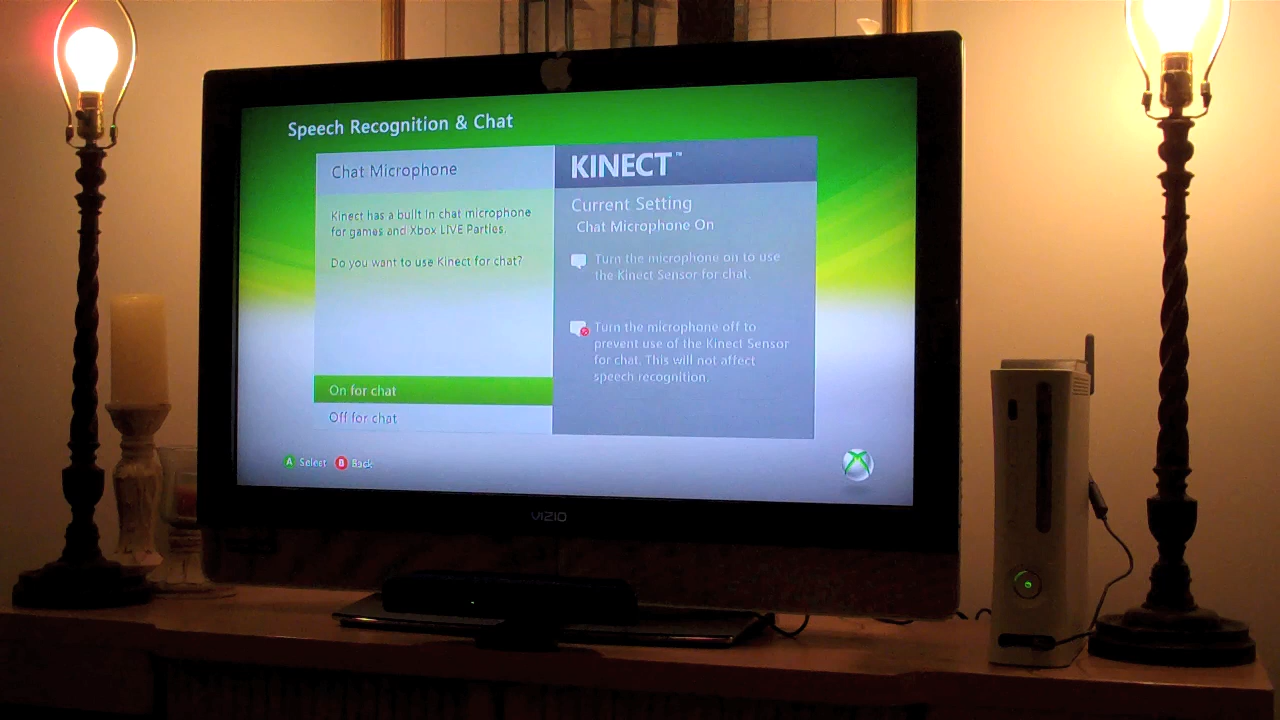 Speech Recognition & Chat
Chat Microphone
Kinect has a built in chat microphone
for games and Xbox LIVE Parties.
Do you want to use Kinect for chat?
On for chat
Off for chat
KINECT™
Current Setting
Chat Microphone On
Turn the microphone on to use
the Kinect Sensor for chat.
Turn the microphone off to
prevent use of the Kinect Sensor
for chat. This will not affect
speech recognition.
A Select B Back
VIZIO